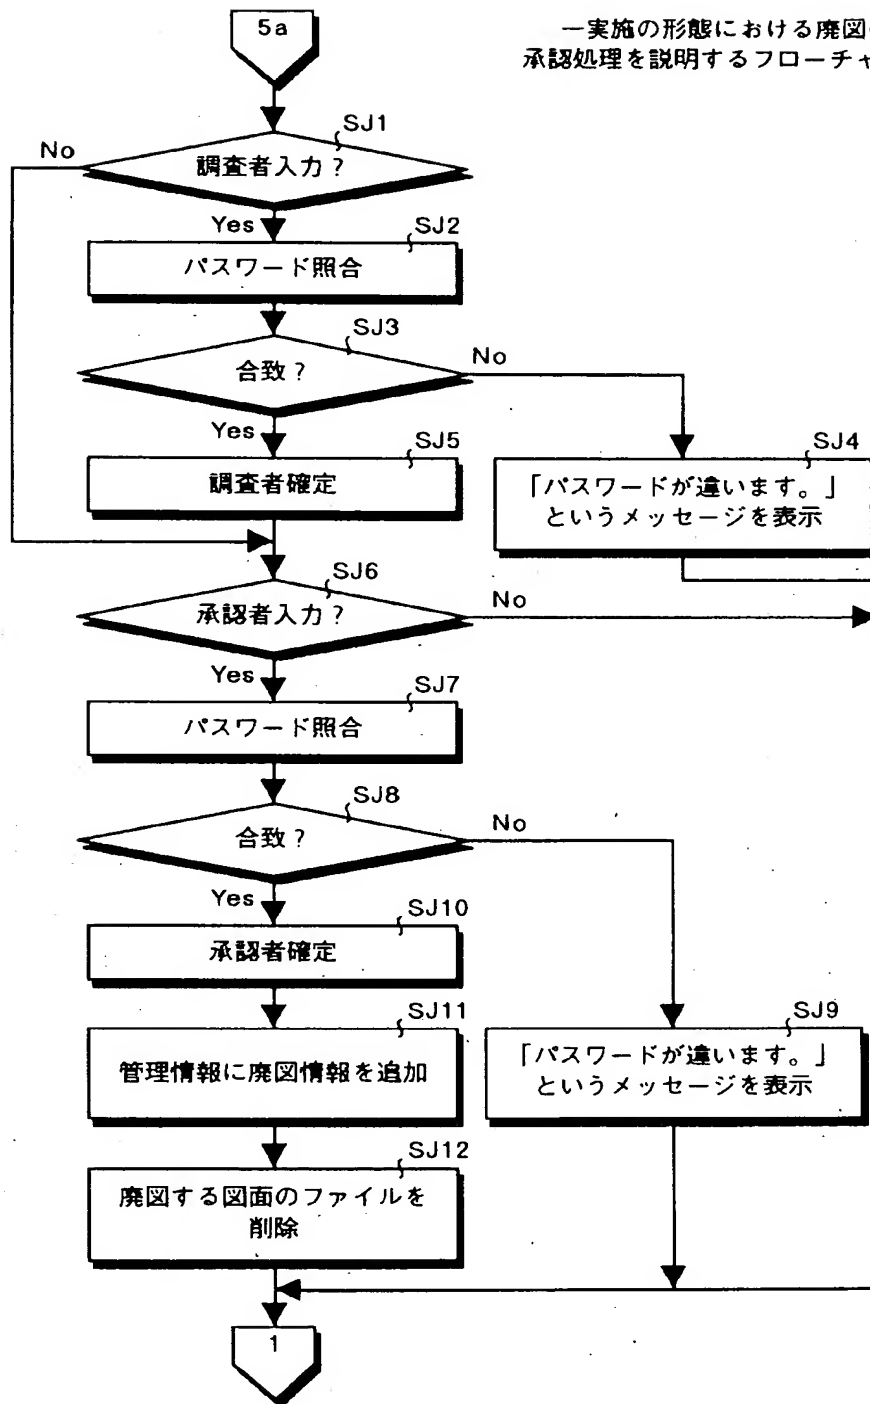 5a
一実施の形態における廃図
承認処理を説明するフローチャ
SJ1
No
調査者入力？
Yes
SJ2
パスワード照合
SJ3
No
合致？
Yes
SJ5
調査者確定
SJ4
「パスワードが違います。」
というメッセージを表示
SJ6
承認者入力？
No
Yes
SJ7
パスワード照合
SJ8
合致？
No
Yes
SJ10
承認者確定
SJ11
管理情報に廃図情報を追加
SJ9
「パスワードが違います。」
というメッセージを表示
SJ12
廃図する図面のファイルを
削除
1